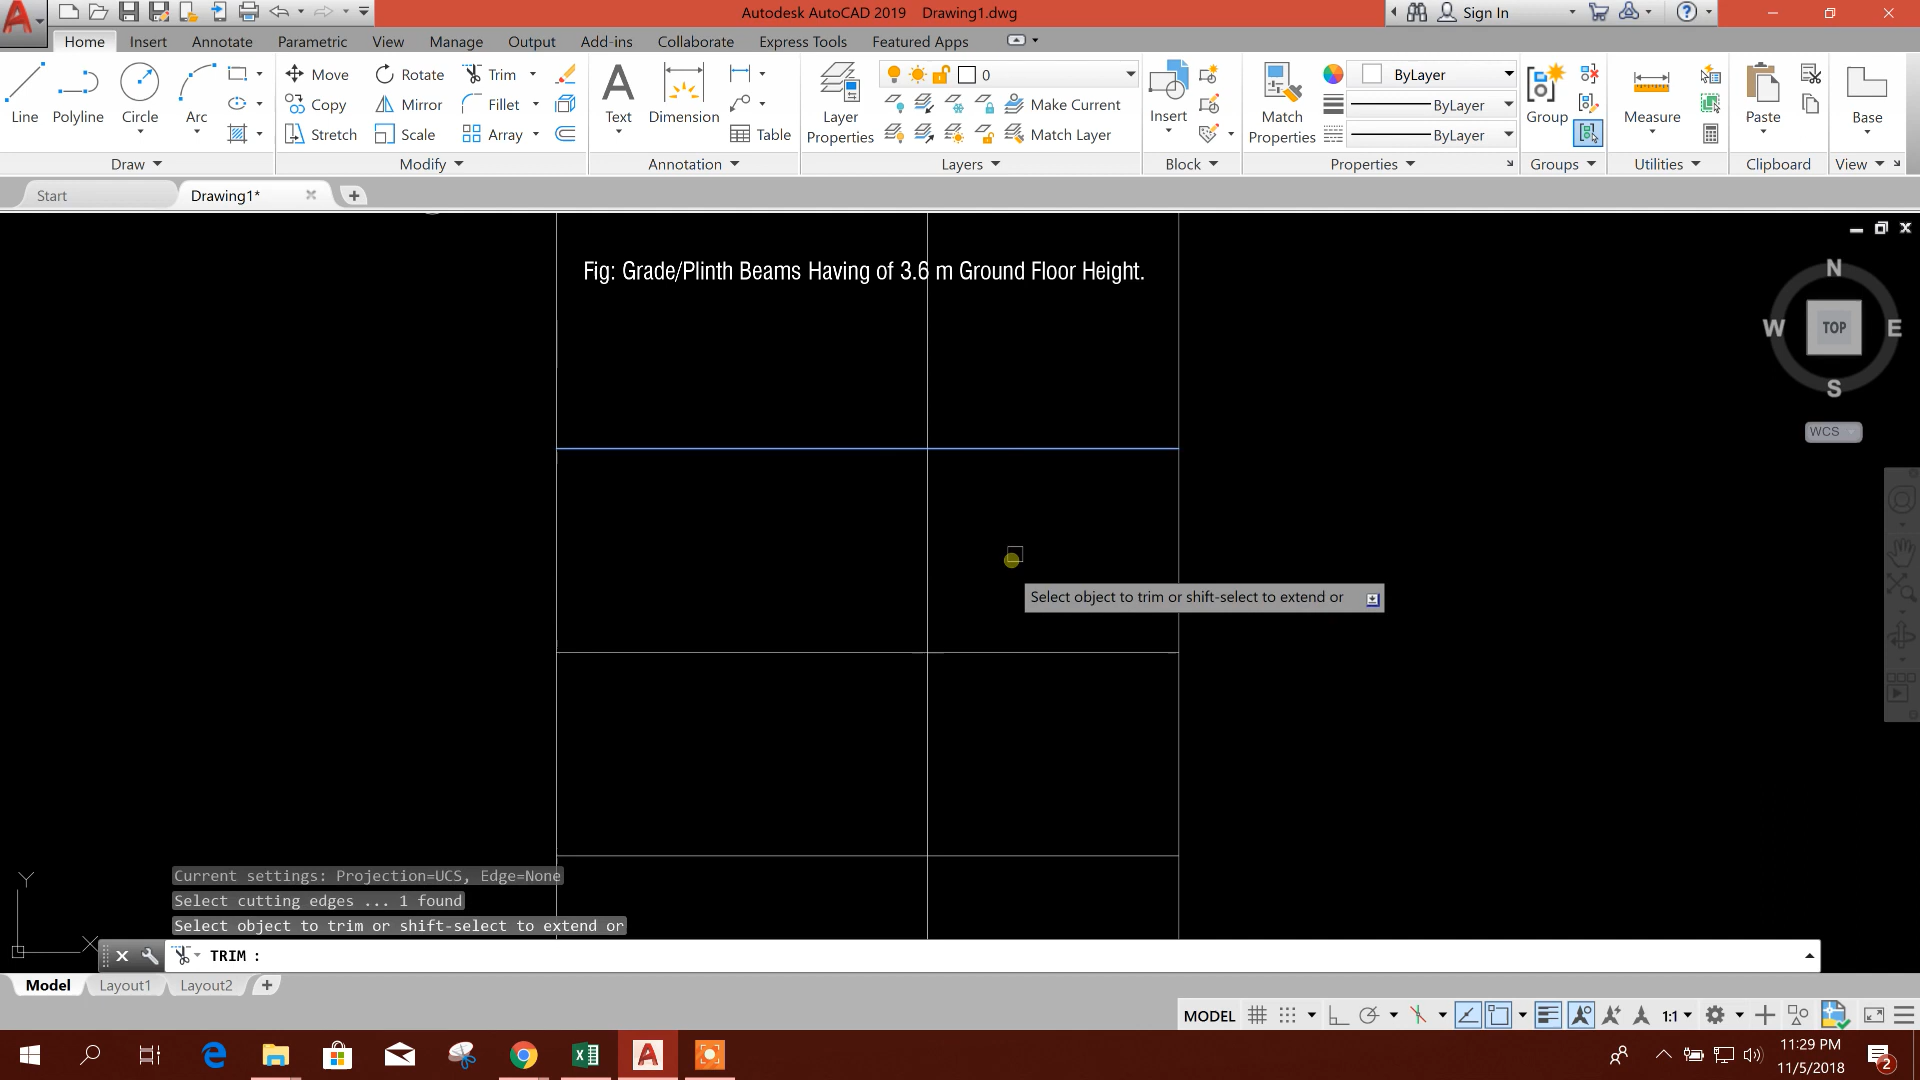 Autodesk AutoCAD 2019 Drawing1.dwg
Sign In
Home Insert Annotate Parametric View Manage Output Add-ins Collaborate Express Tools Featured Apps
Line Polyline Circle Arc
Move Rotate Trim
Copy Mirror Fillet
Stretch Scale Array
Text Dimension Table
Layer Properties
0
Make Current
Match Layer
Insert
Match Properties
ByLayer
ByLayer
ByLayer
Group
Measure
Paste
Base
Draw Modify Annotation Layers Block Properties Groups Utilities Clipboard View
Start Drawing1*
Fig: Grade/Plinth Beams Having of 3.6 m Ground Floor Height.
N
W TOP E
S
WCS
Select object to trim or shift-select to extend or
Y
X
Current settings: Projection=UCS, Edge=None
Select cutting edges ... 1 found
Select object to trim or shift-select to extend or
TRIM :
Model Layout1 Layout2
MODEL 1:1
11:29 PM
11/5/2018
2